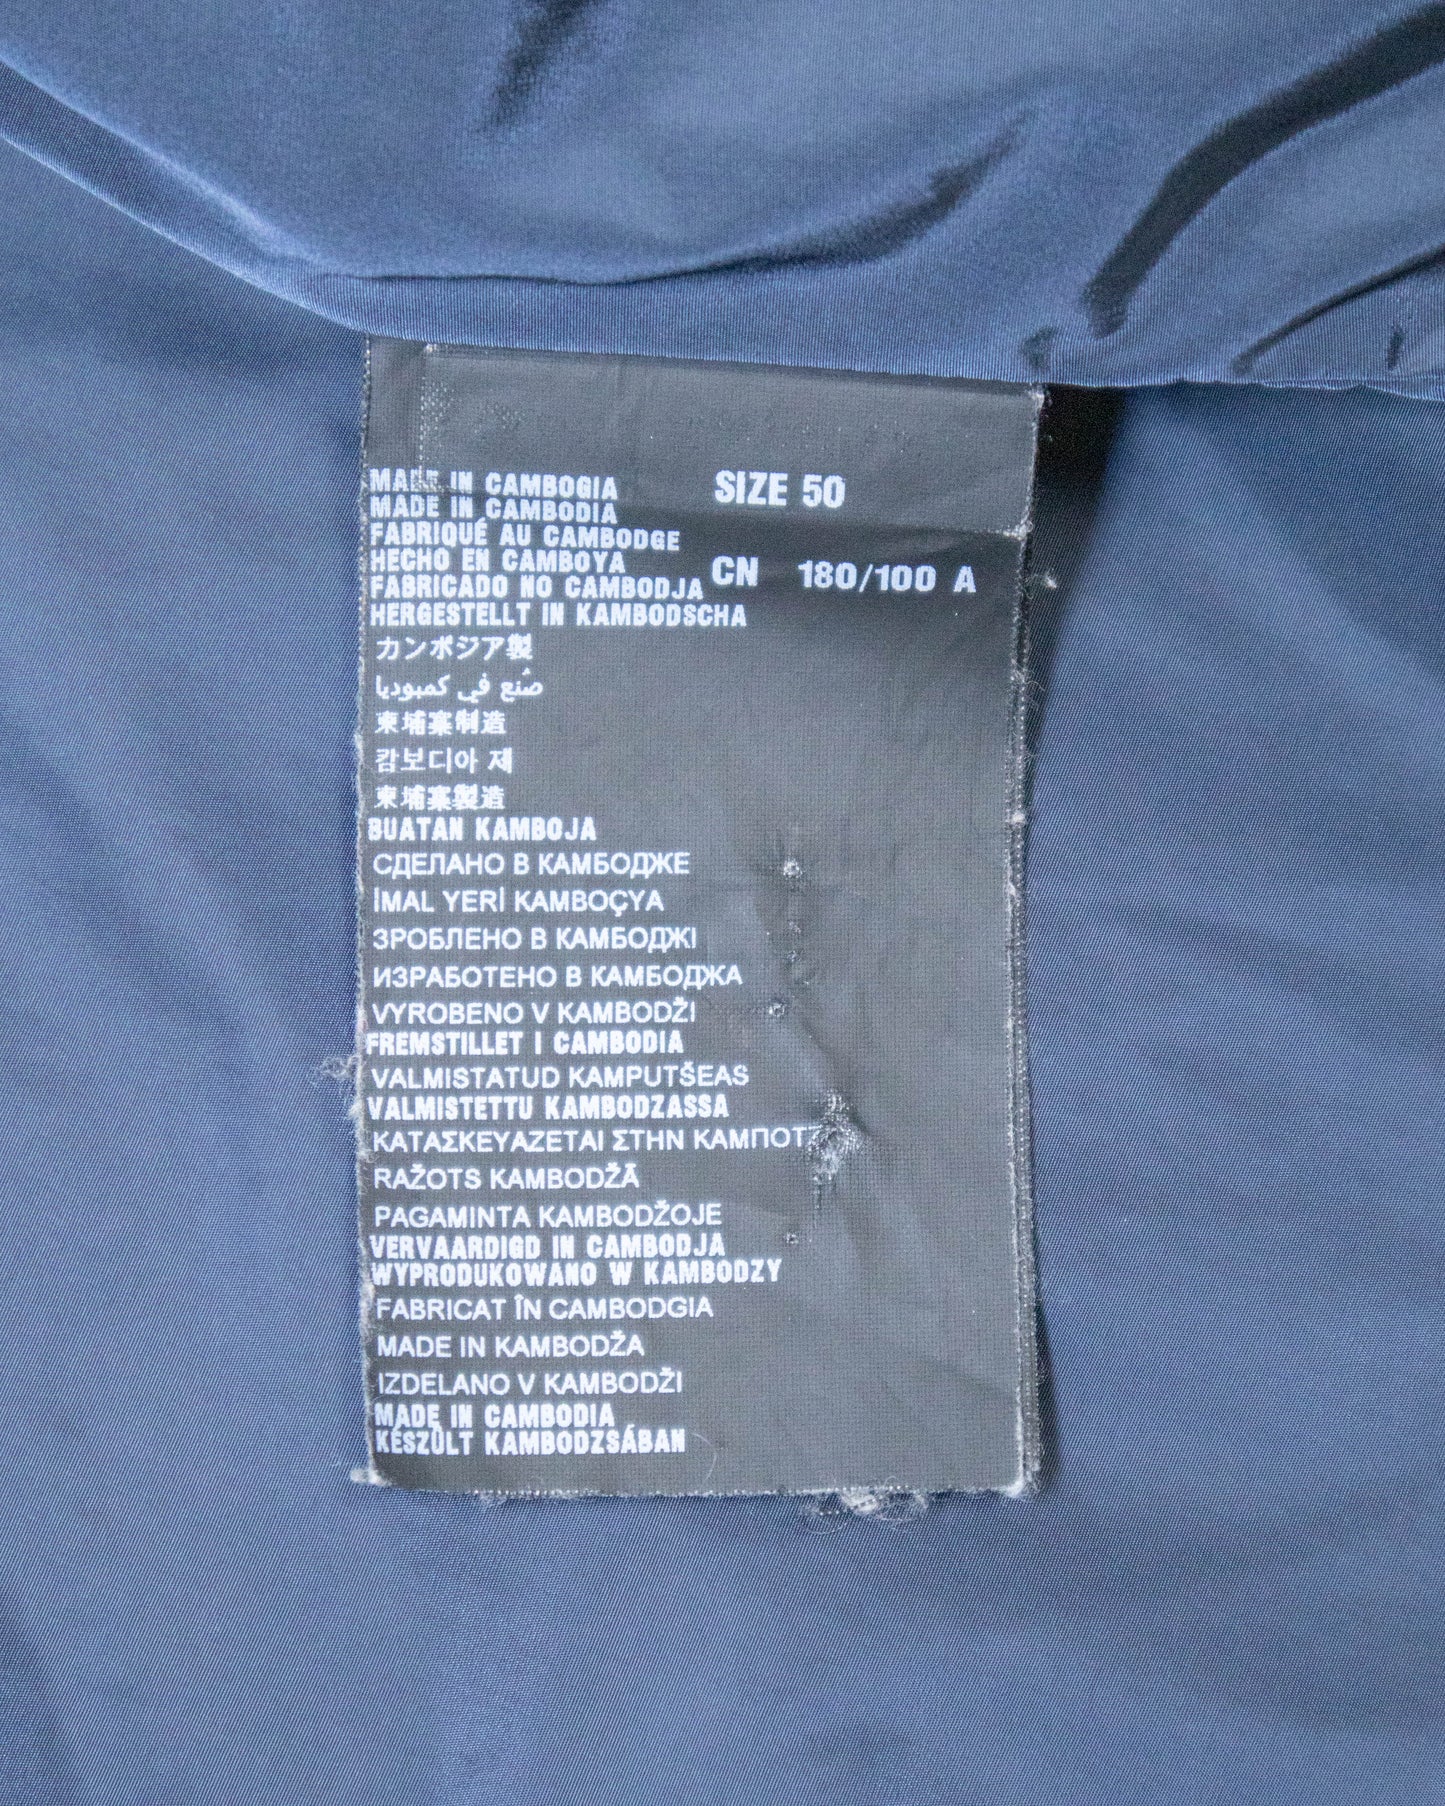 MADE IN CAMBOGIA
MADE IN CAMBODIA
FABRIQUÉ AU CAMBODGE
HECHO EN CAMBOYA
FABRICADO NO CAMBODJA
HERGESTELLT IN KAMBODSCHA
カンボジア製
صُنع في كمبوديا
柬埔寨制造
캄보디아 제
柬埔寨製造
BUATAN KAMBOJA
СДЕЛАНО В КАМБОДЖЕ
İMAL YERİ KAMBOÇYA
ЗРОБЛЕНО В КАМБОДЖІ
ИЗРАБОТЕНО В КАМБОДЖА
VYROBENO V KAMBODŽI
FREMSTILLET I CAMBODIA
VALMISTATUD KAMPUTŠEAS
VALMISTETTU KAMBODZASSA
ΚΑΤΑΣΚΕΥΑΖΕΤΑΙ ΣΤΗΝ
RAŽOTS KAMBODŽĀ
PAGAMINTA KAMBODŽOJE
VERVAARDIGD IN CAMBODJA
WYPRODUKOWANO W KAMBODZY
FABRICAT ÎN CAMBODGIA
MADE IN KAMBODŽA
IZDELANO V KAMBODŽI
MADE IN CAMBODIA
KÉSZÜLT KAMBODZSÁBAN
SIZE 50
CN 180/100 A